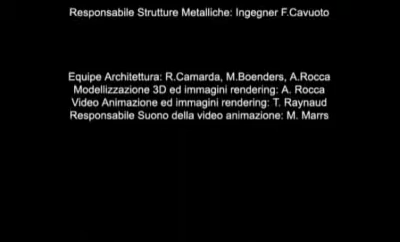 Responsabile Strutture Metalliche: Ingegner F.Cavuoto
Equipe Architettura: R.Camarda, M.Boenders, A.Rocca
Modellizzazione 3D ed immagini rendering: A. Rocca
Video Animazione ed immagini rendering: T. Raynaud
Responsabile Suono della video animazione: M. Marrs